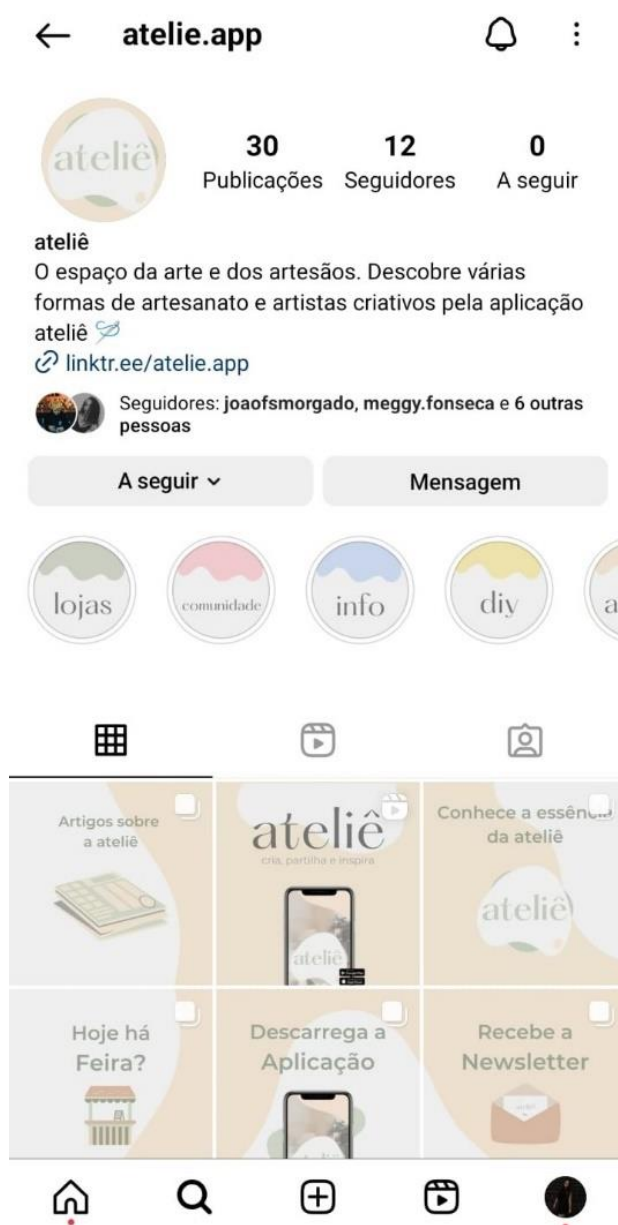 atelie.app
ateliê
30
12
0
Publicações
Seguidores
A seguir
ateliê
O espaço da arte e dos artesãos. Descobre várias
formas de artesanato e artistas criativos pela aplicação
ateliê
linktr.ee/atelie.app
Seguidores: joaofsmorgado, meggy.fonseca e 6 outras
pessoas
A seguir
Mensagem
lojas
comunidade
info
diy
a
Artigos sobre
a ateliê
ateliê
cria, partilha e inspira
ateliê
Conhece a essência
da ateliê
ateliê
Hoje há
Feira?
Descarrega a
Aplicação
Recebe a
Newsletter